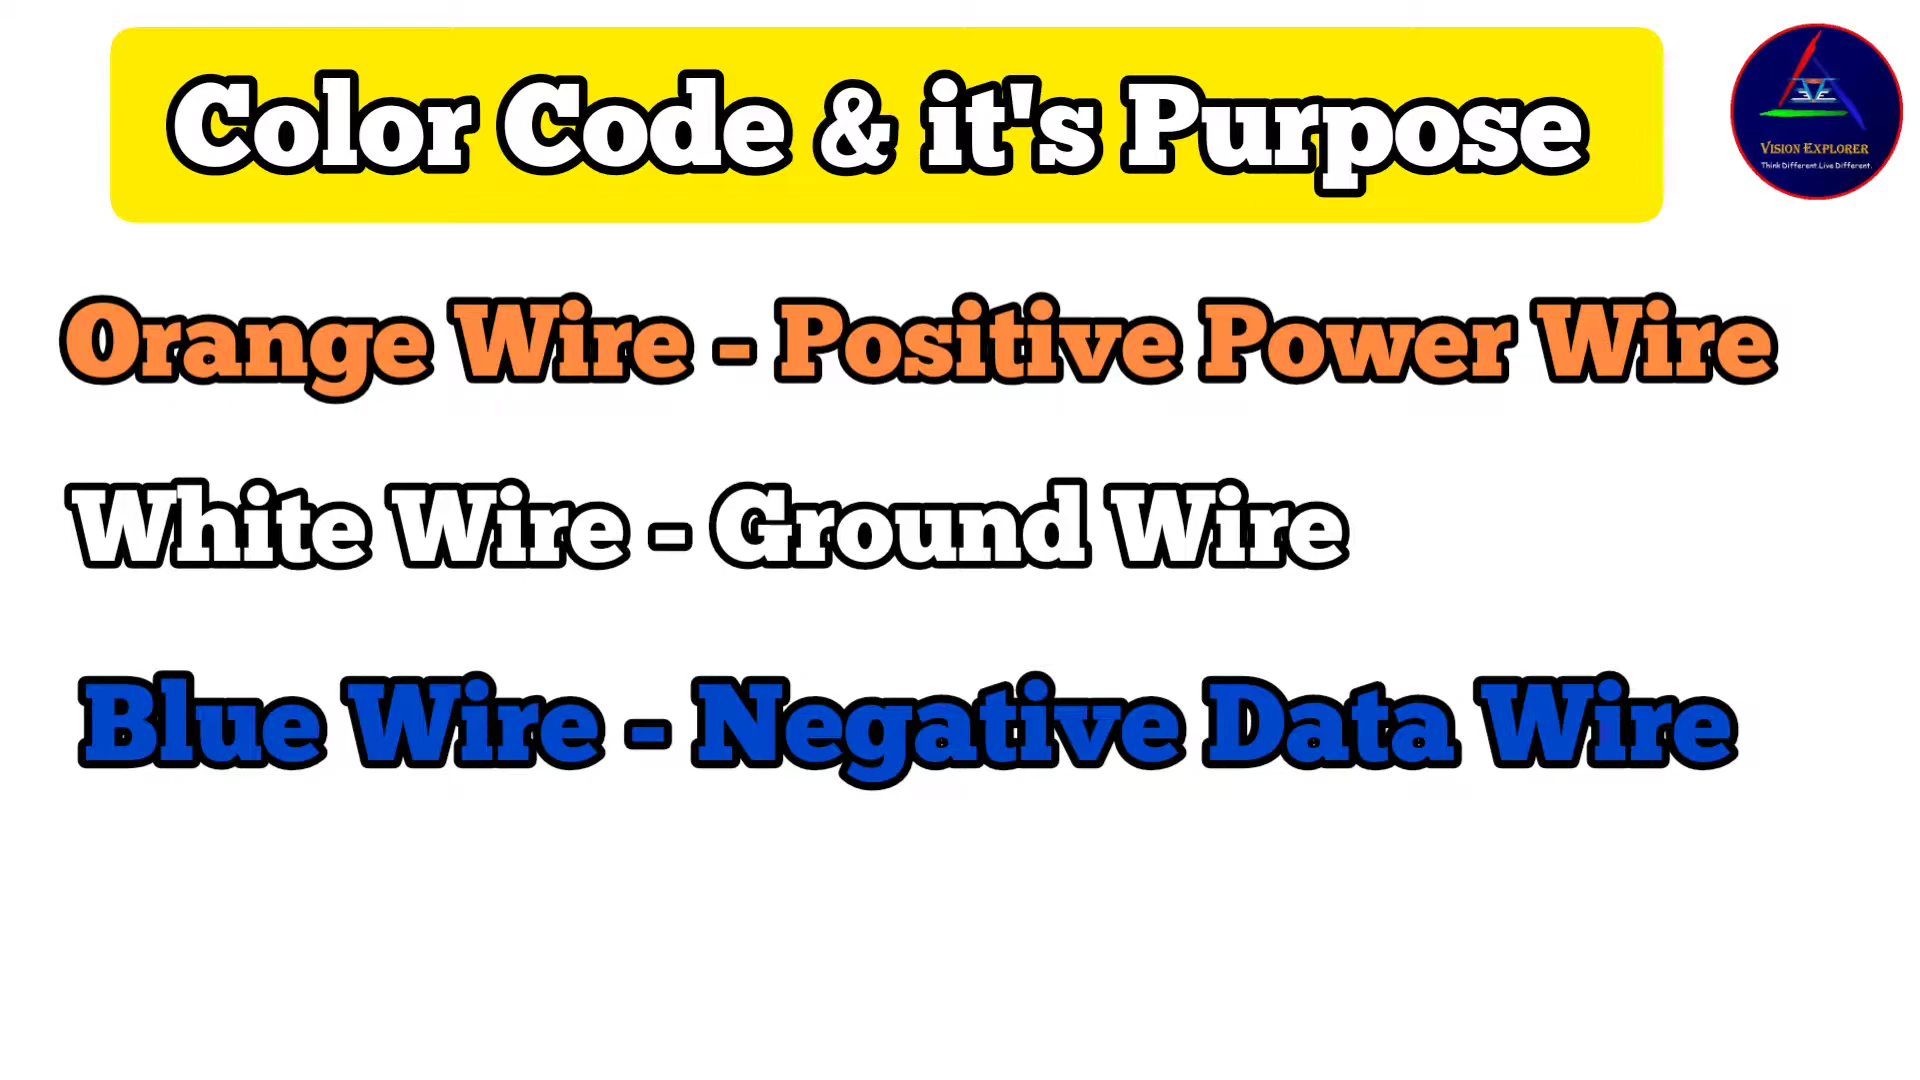 Color Code & it's Purpose
VISION EXPLORER
Think Different.Live Different.
Orange Wire - Positive Power Wire
White Wire - Ground Wire
Blue Wire - Negative Data Wire